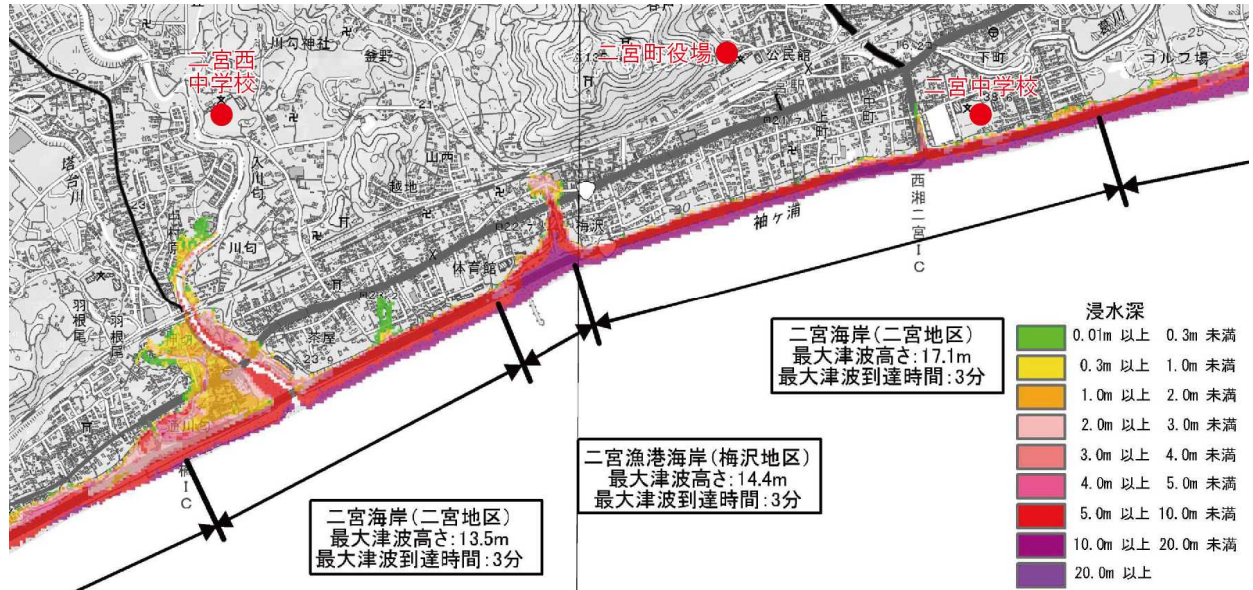 川勾神社
釜野
二宮西
中学校
二宮町役場
公民館
下町
葛川
ゴルフ場
二宮中学校
塔台川
山西
越地
上町
中町
川匂
梅沢
袖ヶ浦
西湘二宮IC
体育館
羽根尾
羽根尾
茶屋
橘IC
二宮海岸(二宮地区)
最大津波高さ:17.1m
最大津波到達時間:3分
二宮漁港海岸(梅沢地区)
最大津波高さ:14.4m
最大津波到達時間:3分
二宮海岸(二宮地区)
最大津波高さ:13.5m
最大津波到達時間:3分
浸水深
0.01m 以上 0.3m 未満
0.3m 以上 1.0m 未満
1.0m 以上 2.0m 未満
2.0m 以上 3.0m 未満
3.0m 以上 4.0m 未満
4.0m 以上 5.0m 未満
5.0m 以上 10.0m 未満
10.0m 以上 20.0m 未満
20.0m 以上